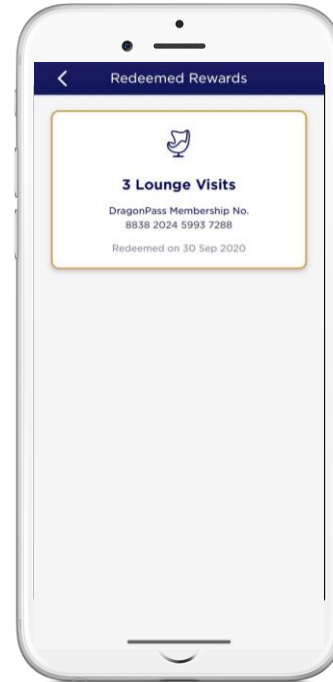 Redeemed Rewards
3 Lounge Visits
DragonPass Membership No.
8838 2024 5993 7288
Redeemed on 30 Sep 2020